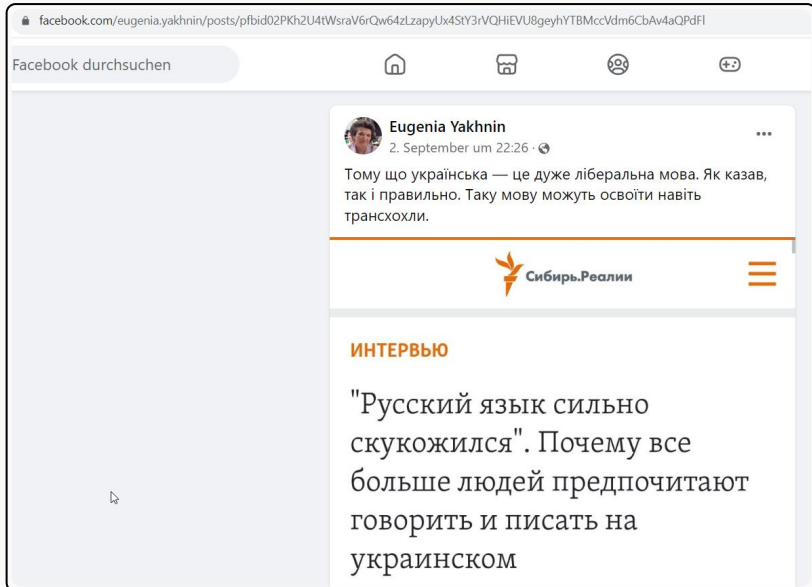 facebook.com/eugenia.yakhnin/posts/pfbid02PKh2U4tWsraV6rQw64zLzapyUx4StY3rVQHiEVU8geyhYTBMccVdm6CbAv4aQPdFl
Facebook durchsuchen
Eugenia Yakhnin
2. September um 22:26 ·
Тому що українська — це дуже ліберальна мова. Як казав,
так і правильно. Таку мову можуть освоїти навіть
трансхохли.
Сибирь.Реалии
ИНТЕРВЬЮ
"Русский язык сильно
скукожился". Почему все
больше людей предпочитают
говорить и писать на
украинском